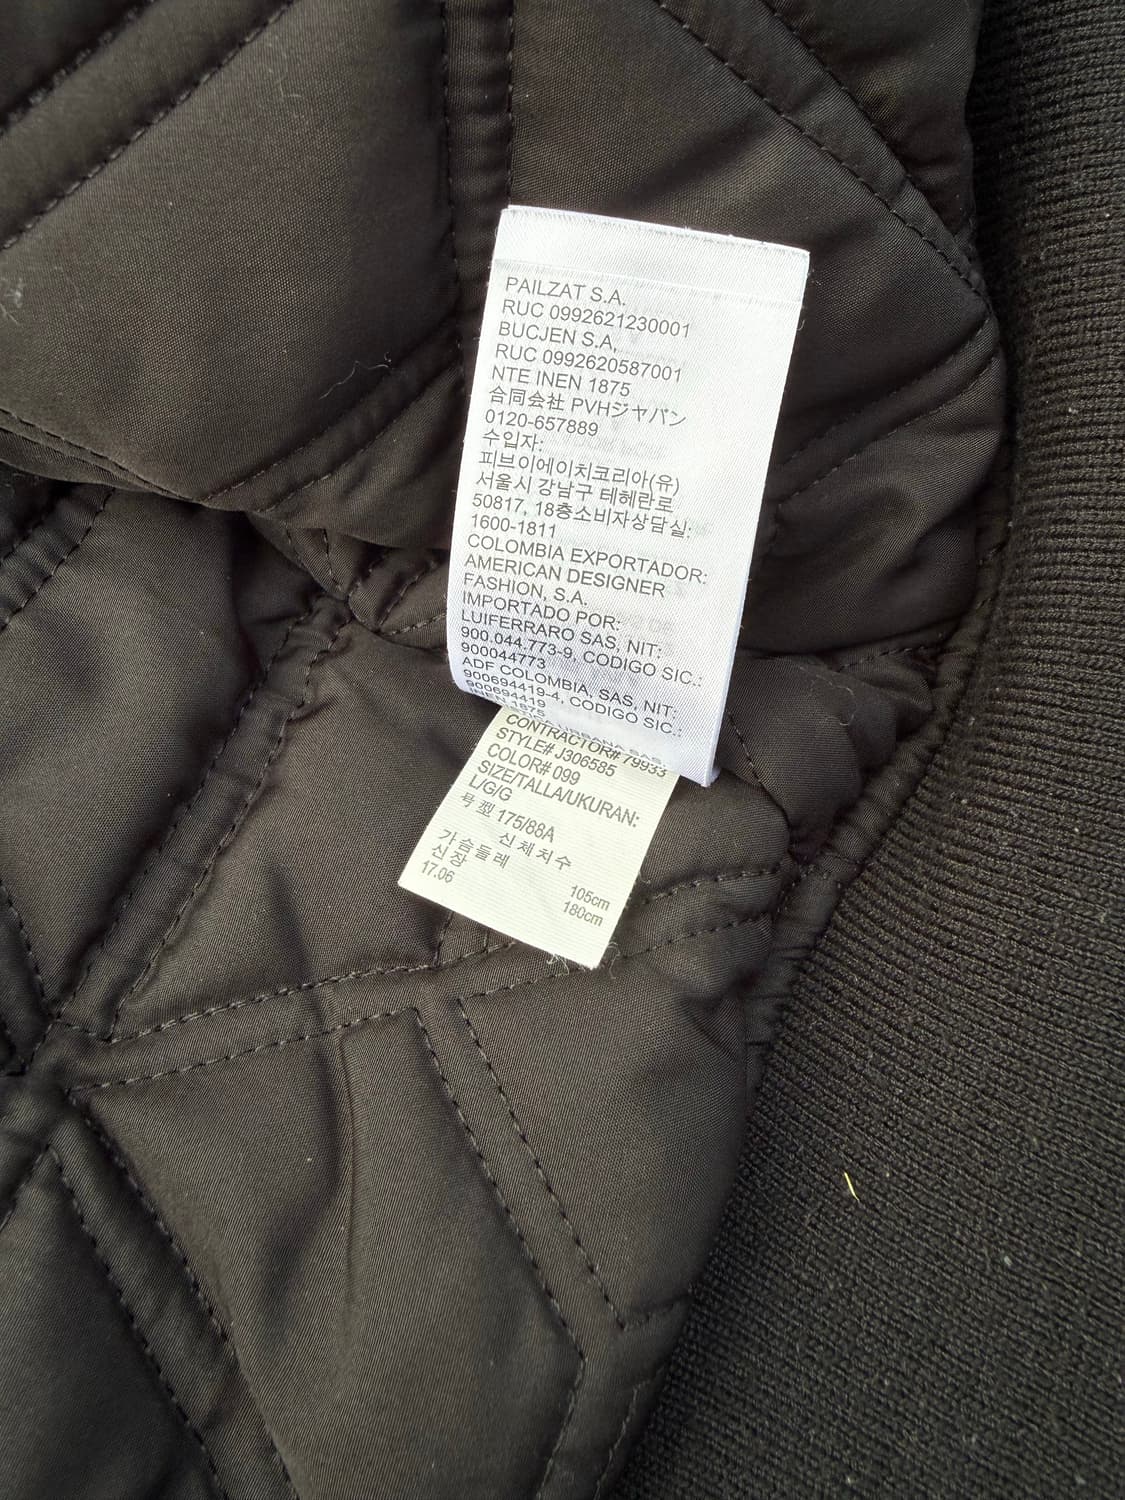 PAILZAT S.A.
RUC 0992621230001
BUCJEN S.A.
RUC 0992620587001
NTE INEN 1875
合同会社 PVHジャパン
0120-657889
수입자:
피브이에이치코리아(유)
서울시 강남구 테헤란로
50817, 18층소비자상담실:
1600-1811
COLOMBIA EXPORTADOR:
AMERICAN DESIGNER
FASHION, S.A.
IMPORTADO POR:
LUIFERRARO SAS, NIT:
900.044.773-9, CODIGO SIC.:
900044773
ADF COLOMBIA, SAS, NIT:
900694419-4, CODIGO SIC.:
900694419
INEN 1875
CONTRACTOR# 79933
STYLE# J306585
COLOR# 099
SIZE/TALLA/UKURAN:
L/G/G
号型 175/88A
신체치수
가슴둘레 105cm
신장 180cm
17.06